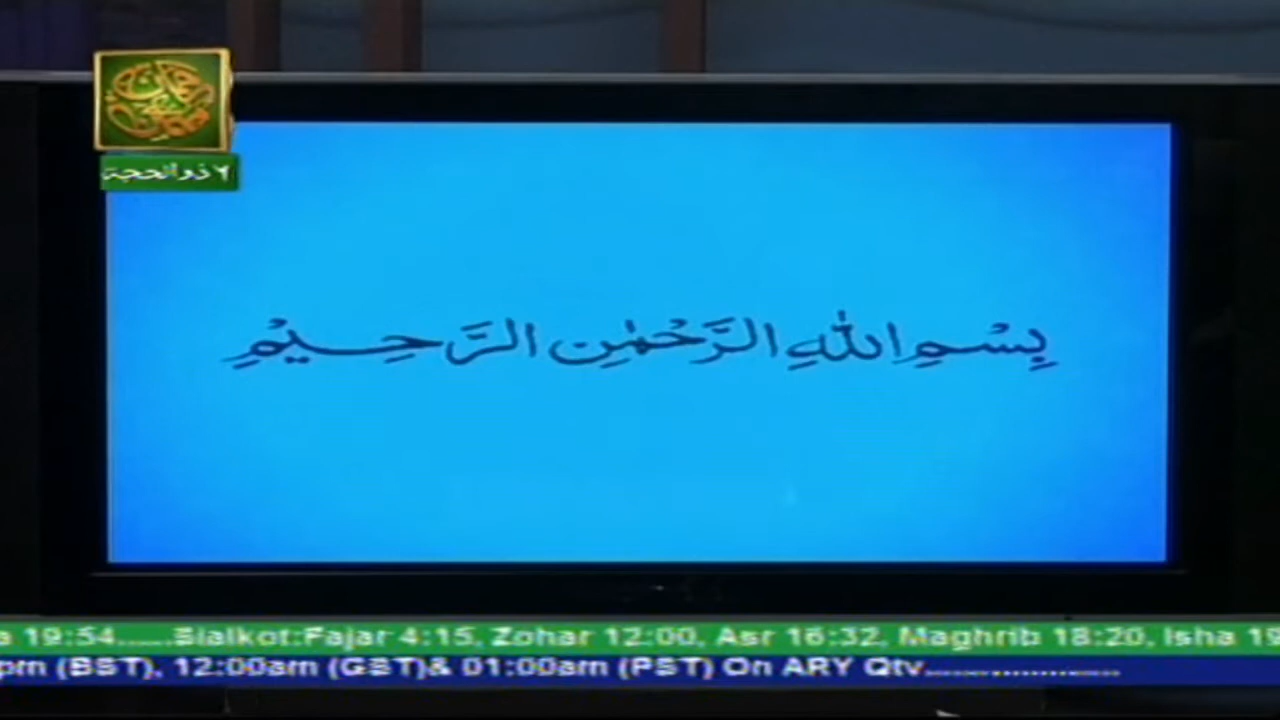 ٦ ذوالحجة
بِسْمِ اللهِ الرَّحْمٰنِ الرَّحِيْمِ
a 19:54......Sialkot:Fajar 4:15, Zohar 12:00, Asr 16:32, Maghrib 18:20, Isha 19
pm (BST), 12:00am (GST)& 01:00am (PST) On ARY Qtv......................